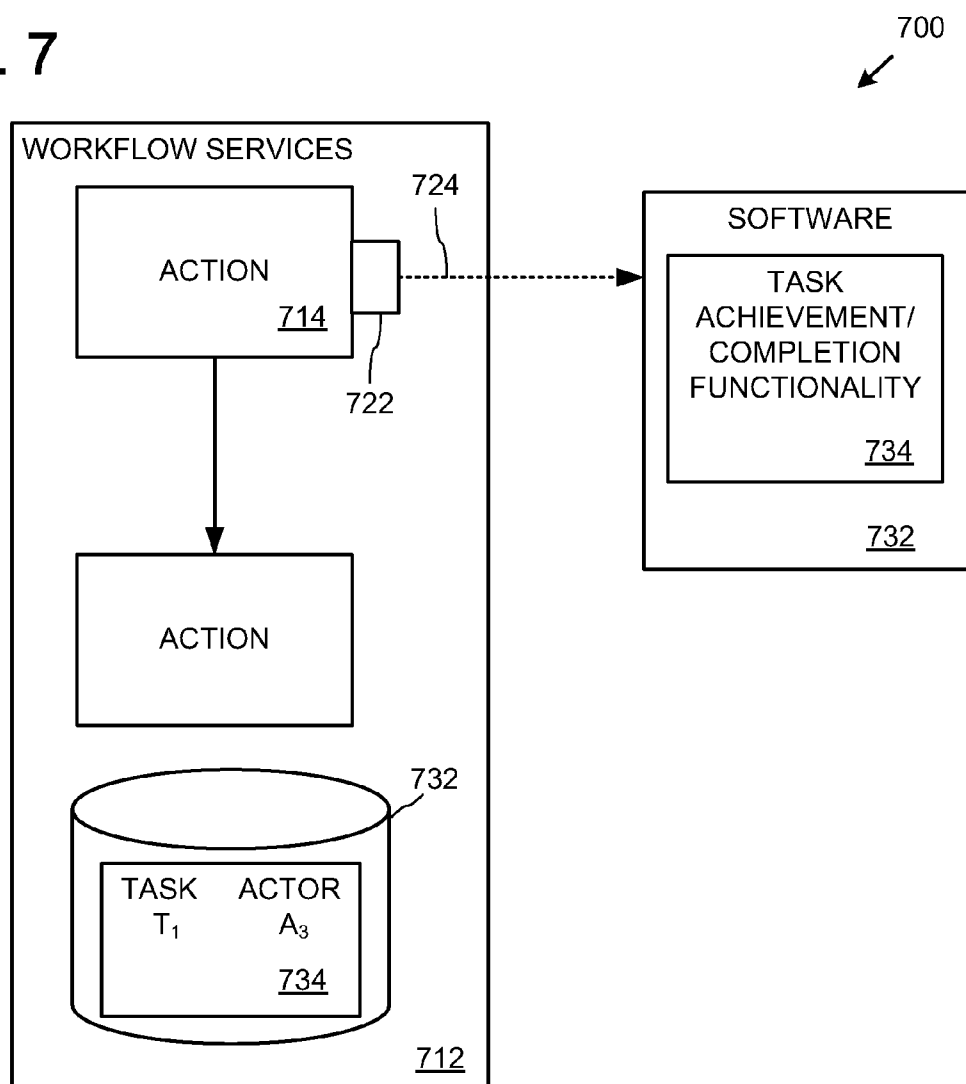 . 7
700
WORKFLOW SERVICES
724
ACTION
714
722
SOFTWARE
TASK
ACHIEVEMENT/
COMPLETION
FUNCTIONALITY
734
732
ACTION
732
TASK ACTOR
T₁ A₃
734
712